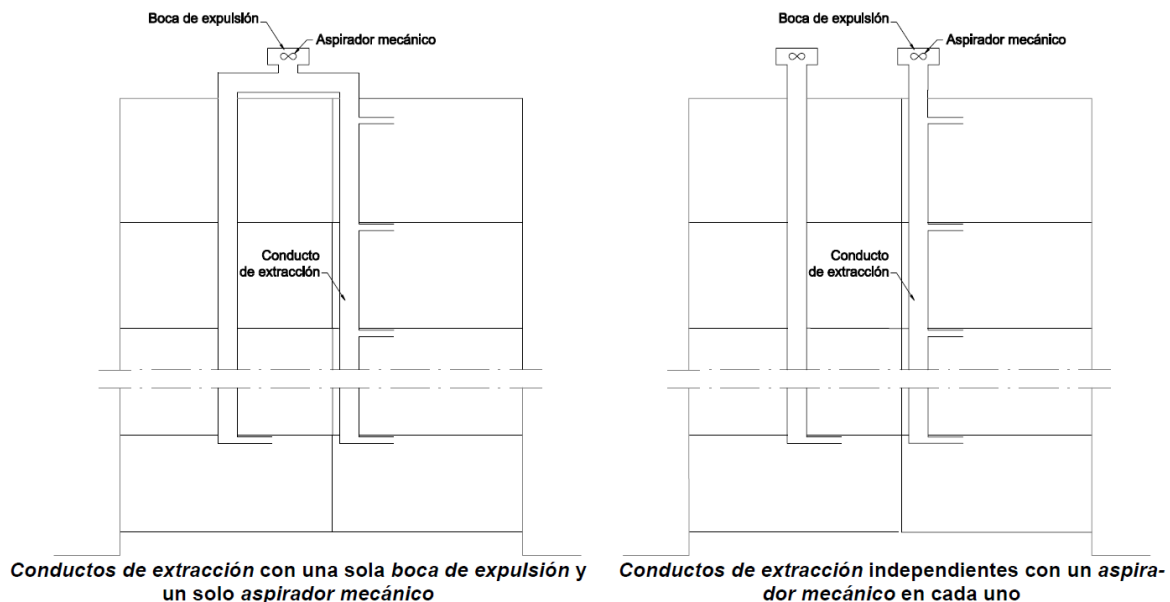 Boca de expulsión
Aspirador mecánico
Conducto
de extracción
Conductos de extracción con una sola boca de expulsión y
un solo aspirador mecánico
Boca de expulsión
Aspirador mecánico
Conducto
de extracción
Conductos de extracción independientes con un aspira-
dor mecánico en cada uno